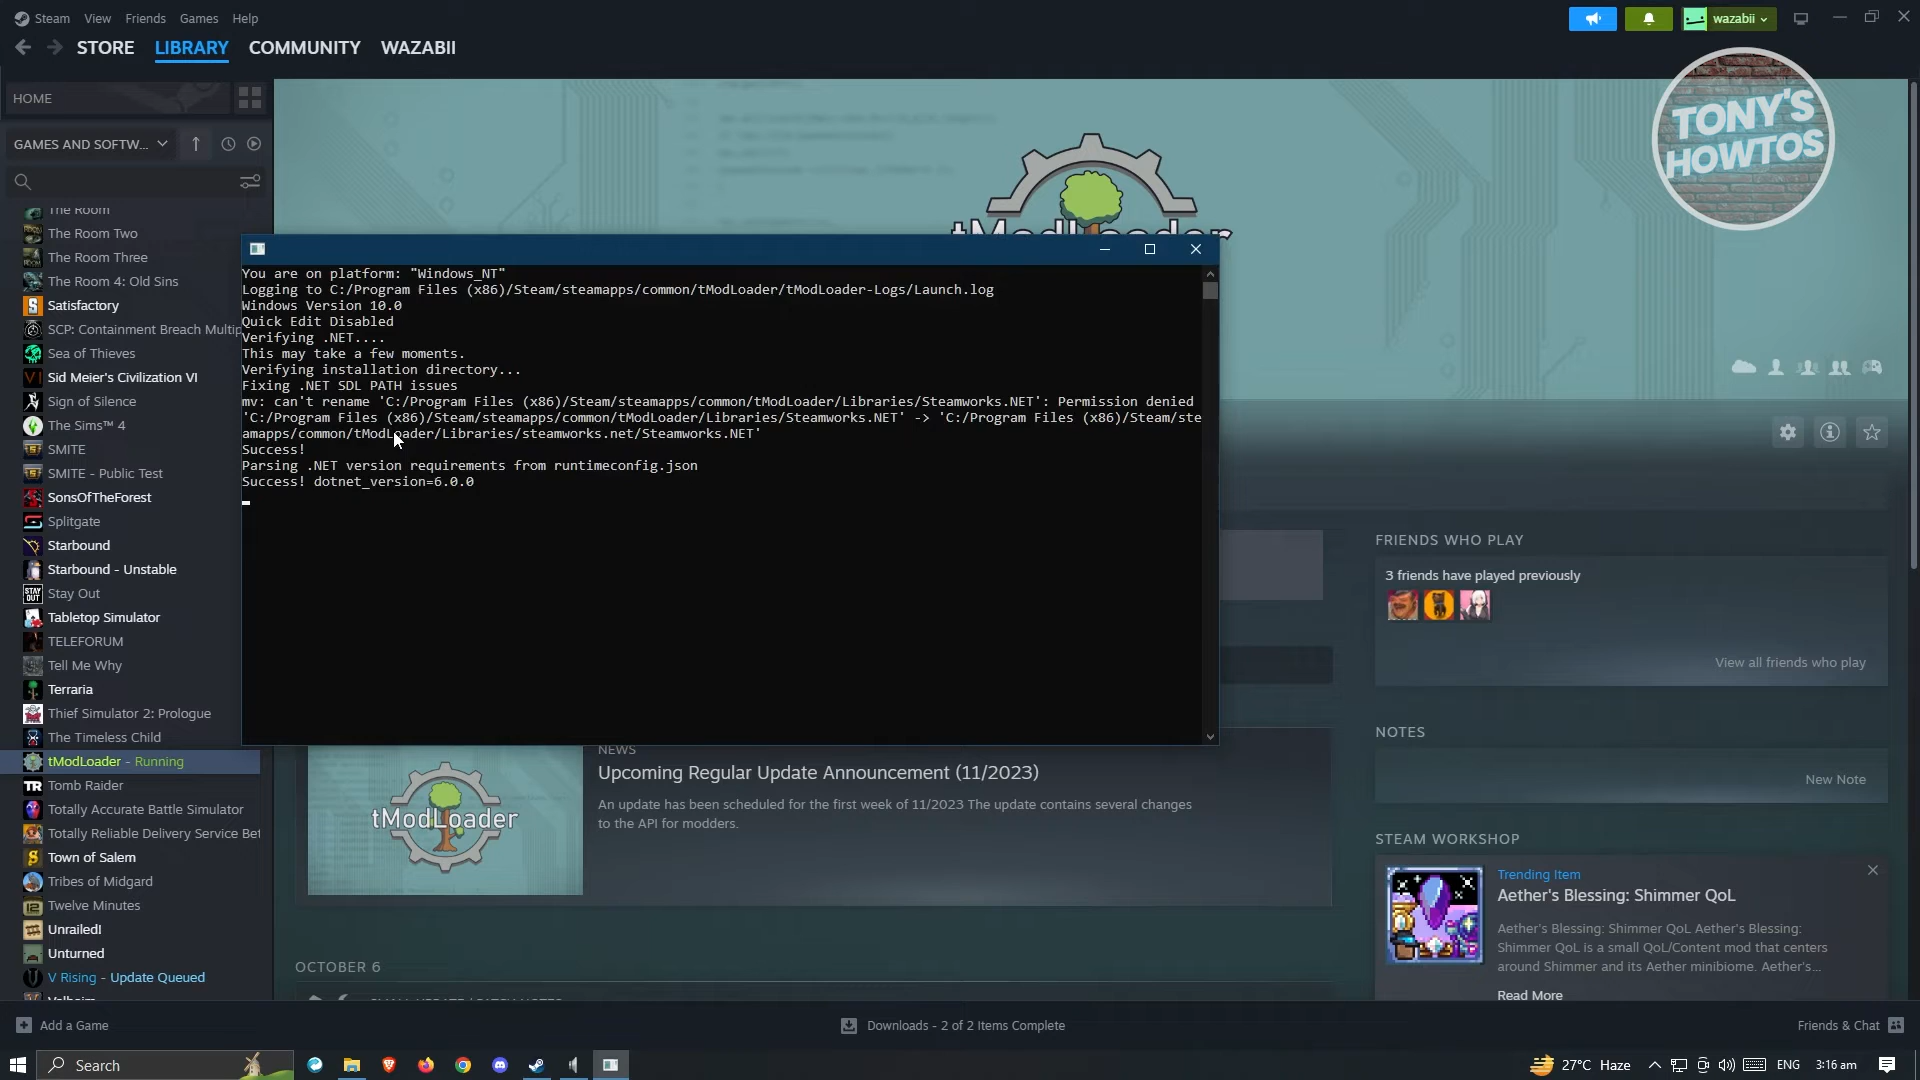 Steam View Friends Games Help
wazabii
STORE LIBRARY COMMUNITY WAZABII
TONY'S
HOWTOS
HOME
GAMES AND SOFTW...
The Room
The Room Two
The Room Three
The Room 4: Old Sins
Satisfactory
SCP: Containment Breach Multip
Sea of Thieves
Sid Meier's Civilization VI
Sign of Silence
The Sims™ 4
SMITE
SMITE - Public Test
SonsOfTheForest
Splitgate
Starbound
Starbound - Unstable
Stay Out
Tabletop Simulator
TELEFORUM
Tell Me Why
Terraria
Thief Simulator 2: Prologue
The Timeless Child
tModLoader - Running
Tomb Raider
Totally Accurate Battle Simulator
Totally Reliable Delivery Service Bet
Town of Salem
Tribes of Midgard
Twelve Minutes
Unrailed!
Unturned
V Rising - Update Queued
Valheim
tModLoader
You are on platform: "Windows_NT"
Logging to C:/Program Files (x86)/Steam/steamapps/common/tModLoader/tModLoader-Logs/Launch.log
Windows Version 10.0
Quick Edit Disabled
Verifying .NET....
This may take a few moments.
Verifying installation directory...
Fixing .NET SDL PATH issues
mv: can't rename 'C:/Program Files (x86)/Steam/steamapps/common/tModLoader/Libraries/Steamworks.NET': Permission denied
'C:/Program Files (x86)/Steam/steamapps/common/tModLoader/Libraries/Steamworks.NET' -> 'C:/Program Files (x86)/Steam/ste
amapps/common/tModLoader/Libraries/steamworks.net/Steamworks.NET'
Success!
Parsing .NET version requirements from runtimeconfig.json
Success! dotnet_version=6.0.0
NEWS
Upcoming Regular Update Announcement (11/2023)
An update has been scheduled for the first week of 11/2023 The update contains several changes
to the API for modders.
tModLoader
OCTOBER 6
FRIENDS WHO PLAY
3 friends have played previously
View all friends who play
NOTES
New Note
STEAM WORKSHOP
Trending Item
Aether's Blessing: Shimmer QoL
Aether's Blessing: Shimmer QoL Aether's Blessing:
Shimmer QoL is a small QoL/Content mod that centers
around Shimmer and its Aether minibiome. Aether's...
Read More
Add a Game
Downloads - 2 of 2 Items Complete
Friends & Chat
Search
27°C Haze
ENG
3:16 am